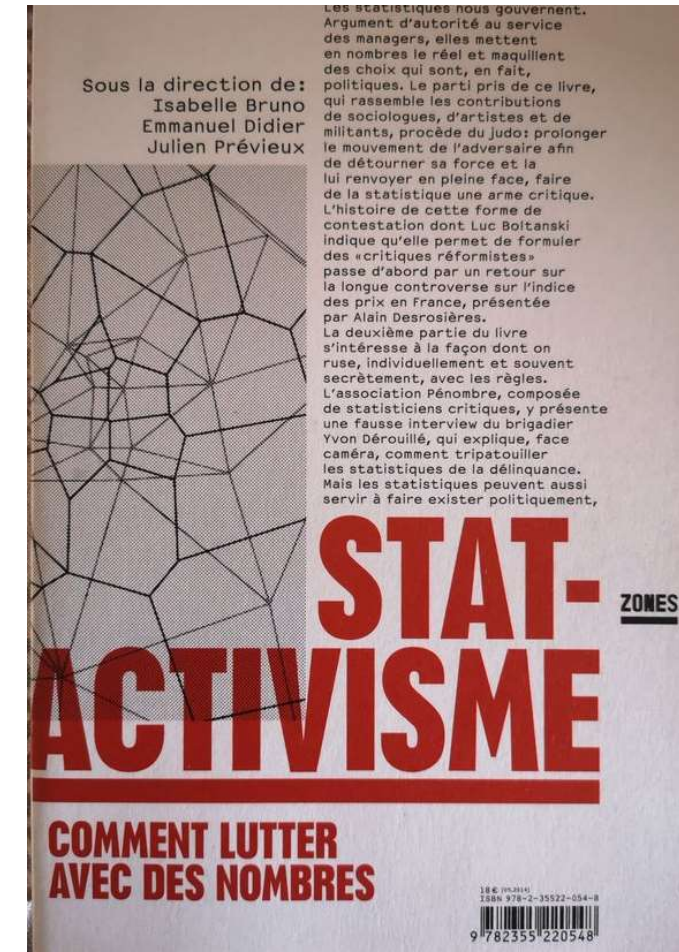 Sous la direction de:
Isabelle Bruno
Emmanuel Didier
Julien Prévieux
Les statistiques nous gouvernent.
Argument d'autorité au service
des managers, elles mettent
en nombres le réel et maquillent
des choix qui sont, en fait,
politiques. Le parti pris de ce livre,
qui rassemble les contributions
de sociologues, d'artistes et de
militants, procède du judo: prolonger
le mouvement de l'adversaire afin
de détourner sa force et la
lui renvoyer en pleine face, faire
de la statistique une arme critique.
L'histoire de cette forme de
contestation dont Luc Boltanski
indique qu'elle permet de formuler
des «critiques réformistes»
passe d'abord par un retour sur
la longue controverse sur l'indice
des prix en France, présentée
par Alain Desrosières.
La deuxième partie du livre
s'intéresse à la façon dont on
ruse, individuellement et souvent
secrètement, avec les règles.
L'association Pénombre, composée
de statisticiens critiques, y présente
une fausse interview du brigadier
Yvon Dérouillé, qui explique, face
caméra, comment tripatouiller
les statistiques de la délinquance.
Mais les statistiques peuvent aussi
servir à faire exister politiquement,
STAT-
ACTIVISME
ZONES
COMMENT LUTTER
AVEC DES NOMBRES
18 € (05.2014)
ISBN 978-2-35522-054-8
9 782355 220548